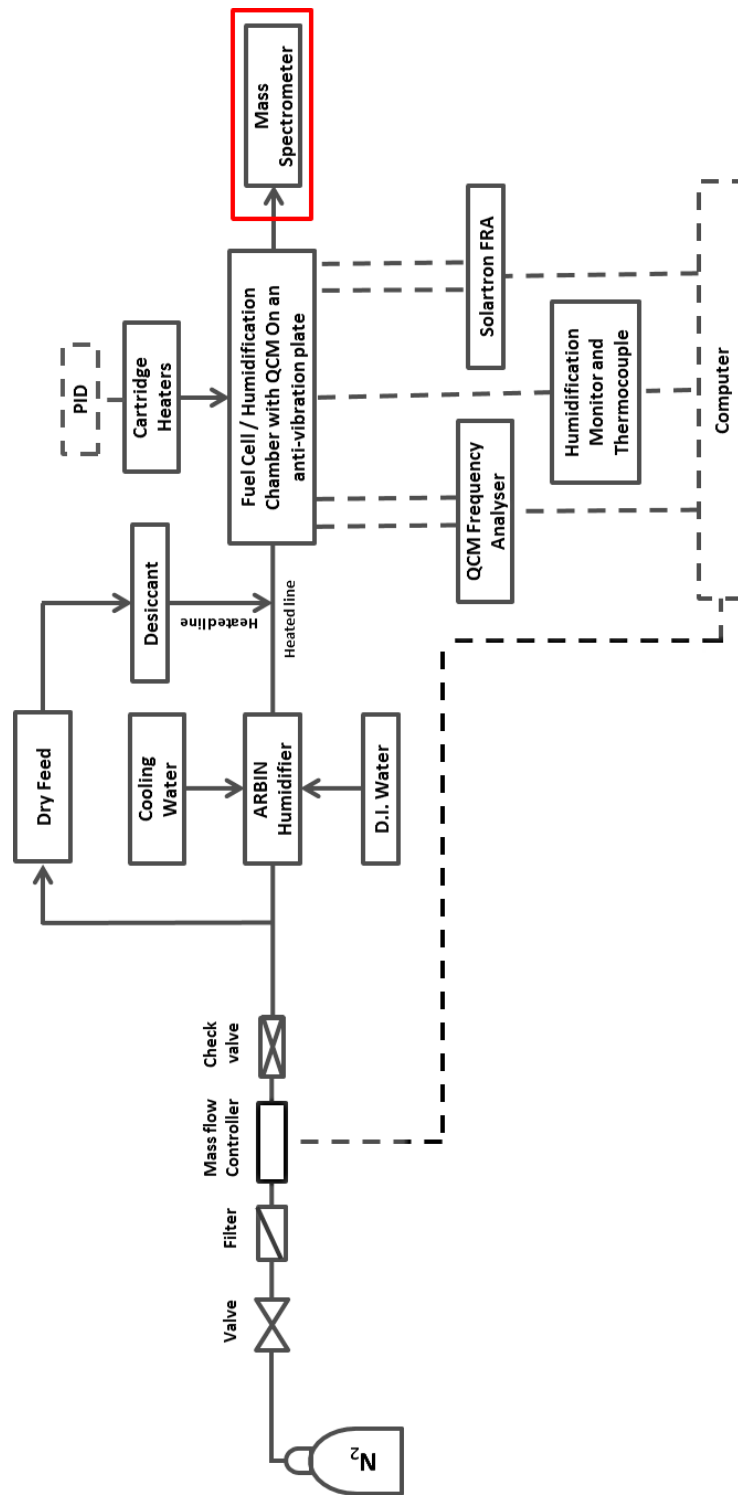 N₂
Valve
Filter
Mass flow
Controller
Check
valve
Dry Feed
Cooling
Water
ARBIN
Humidifier
D.I. Water
Desiccant
Heated line
Heated line
PID
Cartridge
Heaters
Fuel Cell / Humidification
Chamber with QCM On an
anti-vibration plate
QCM Frequency
Analyser
Humidification
Monitor and
Thermocouple
Solartron FRA
Computer
Mass
Spectrometer